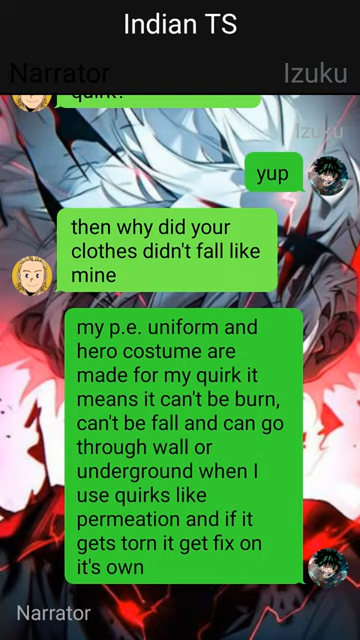 Indian TS
Narrator Izuku
quirk?
Izuku
yup
then why did your
clothes didn't fall like
mine
my p.e. uniform and
hero costume are
made for my quirk it
means it can't be burn,
can't be fall and can go
through wall or
underground when I
use quirks like
permeation and if it
gets torn it get fix on
it's own
Narrator